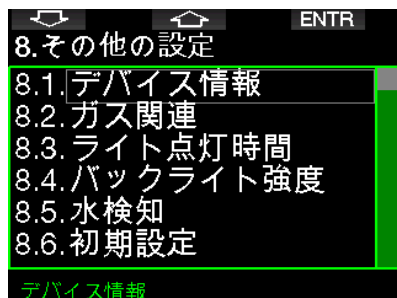 ENTR
8.その他の設定
8.1.デバイス情報
8.2.ガス関連
8.3.ライト点灯時間
8.4.バックライト強度
8.5.水検知
8.6.初期設定
デバイス情報